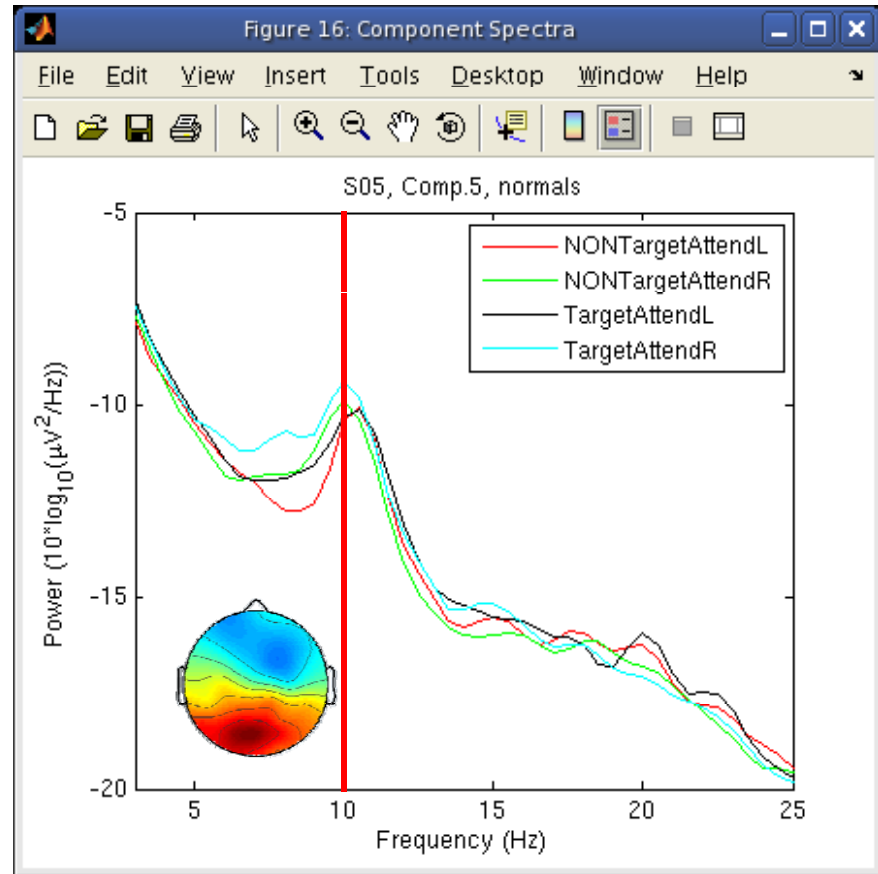 Figure 16: Component Spectra
File Edit View Insert Tools Desktop Window Help
S05, Comp.5, normals
NONTargetAttendL
NONTargetAttendR
TargetAttendL
TargetAttendR
Power (10*log10(μV2/Hz))
-5
-10
-15
-20
5 10 15 20 25
Frequency (Hz)